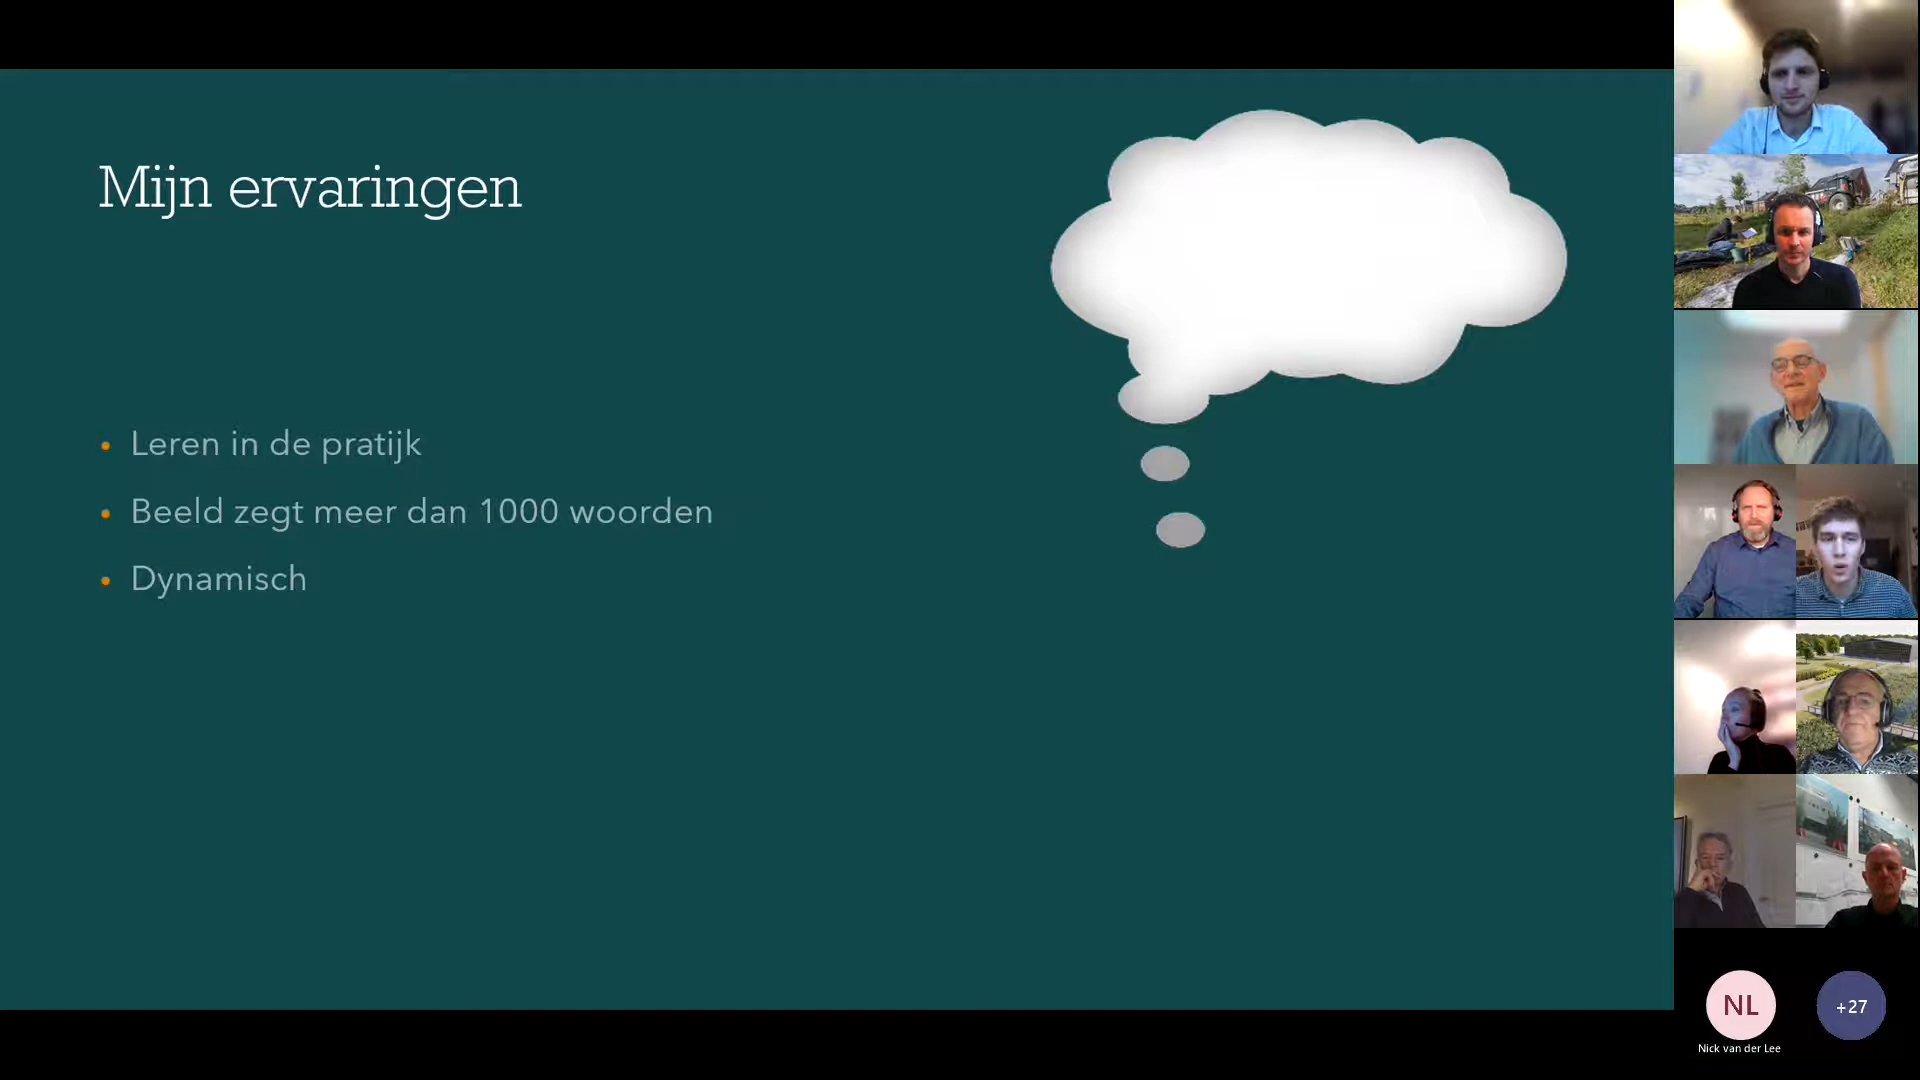 Mijn ervaringen
Leren in de pratijk
Beeld zegt meer dan 1000 woorden
Dynamisch
NL
+27
Nick van der Lee